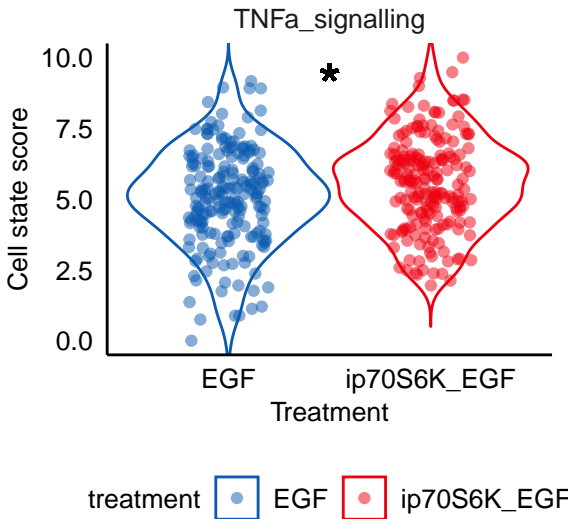 TNFa_signalling
*
10.0
7.5
5.0
2.5
0.0
Cell state score
EGF ip70S6K_EGF
Treatment
treatment EGF ip70S6K_EGF